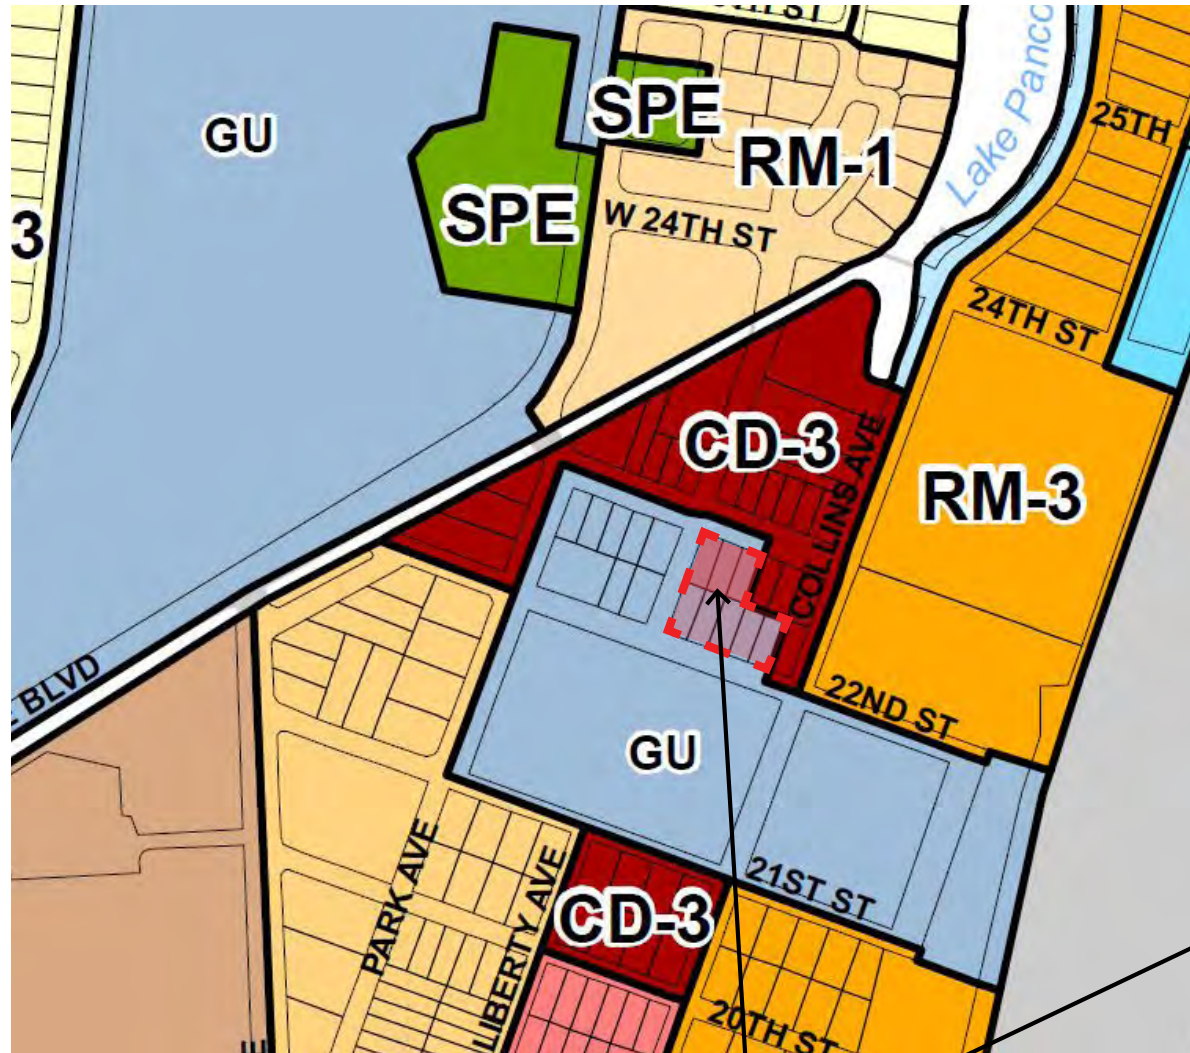 Lake Panco
25TH
SPE
GU
RM-1
SPE
3
W 24TH ST
24TH ST
CD-3
COLLINS AVE
RM-3
BLVD
22ND ST
GU
PARK AVE
LIBERTY AVE
21ST ST
CD-3
20TH ST